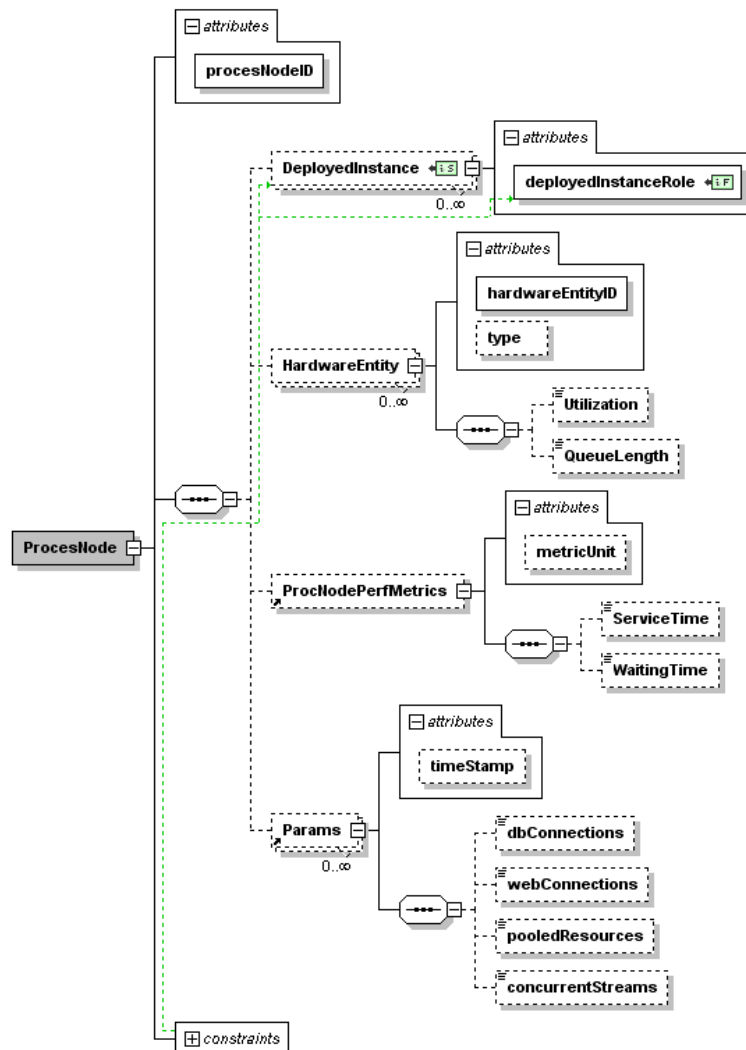 attributes
procesNodeID
attributes
DeployedInstance
i S
deployedInstanceRole
i F
0..∞
attributes
hardwareEntityID
type
HardwareEntity
0..∞
Utilization
QueueLength
attributes
metricUnit
ProcesNode
ProcNodePerfMetrics
ServiceTime
WaitingTime
attributes
timeStamp
Params
0..∞
dbConnections
webConnections
pooledResources
concurrentStreams
constraints